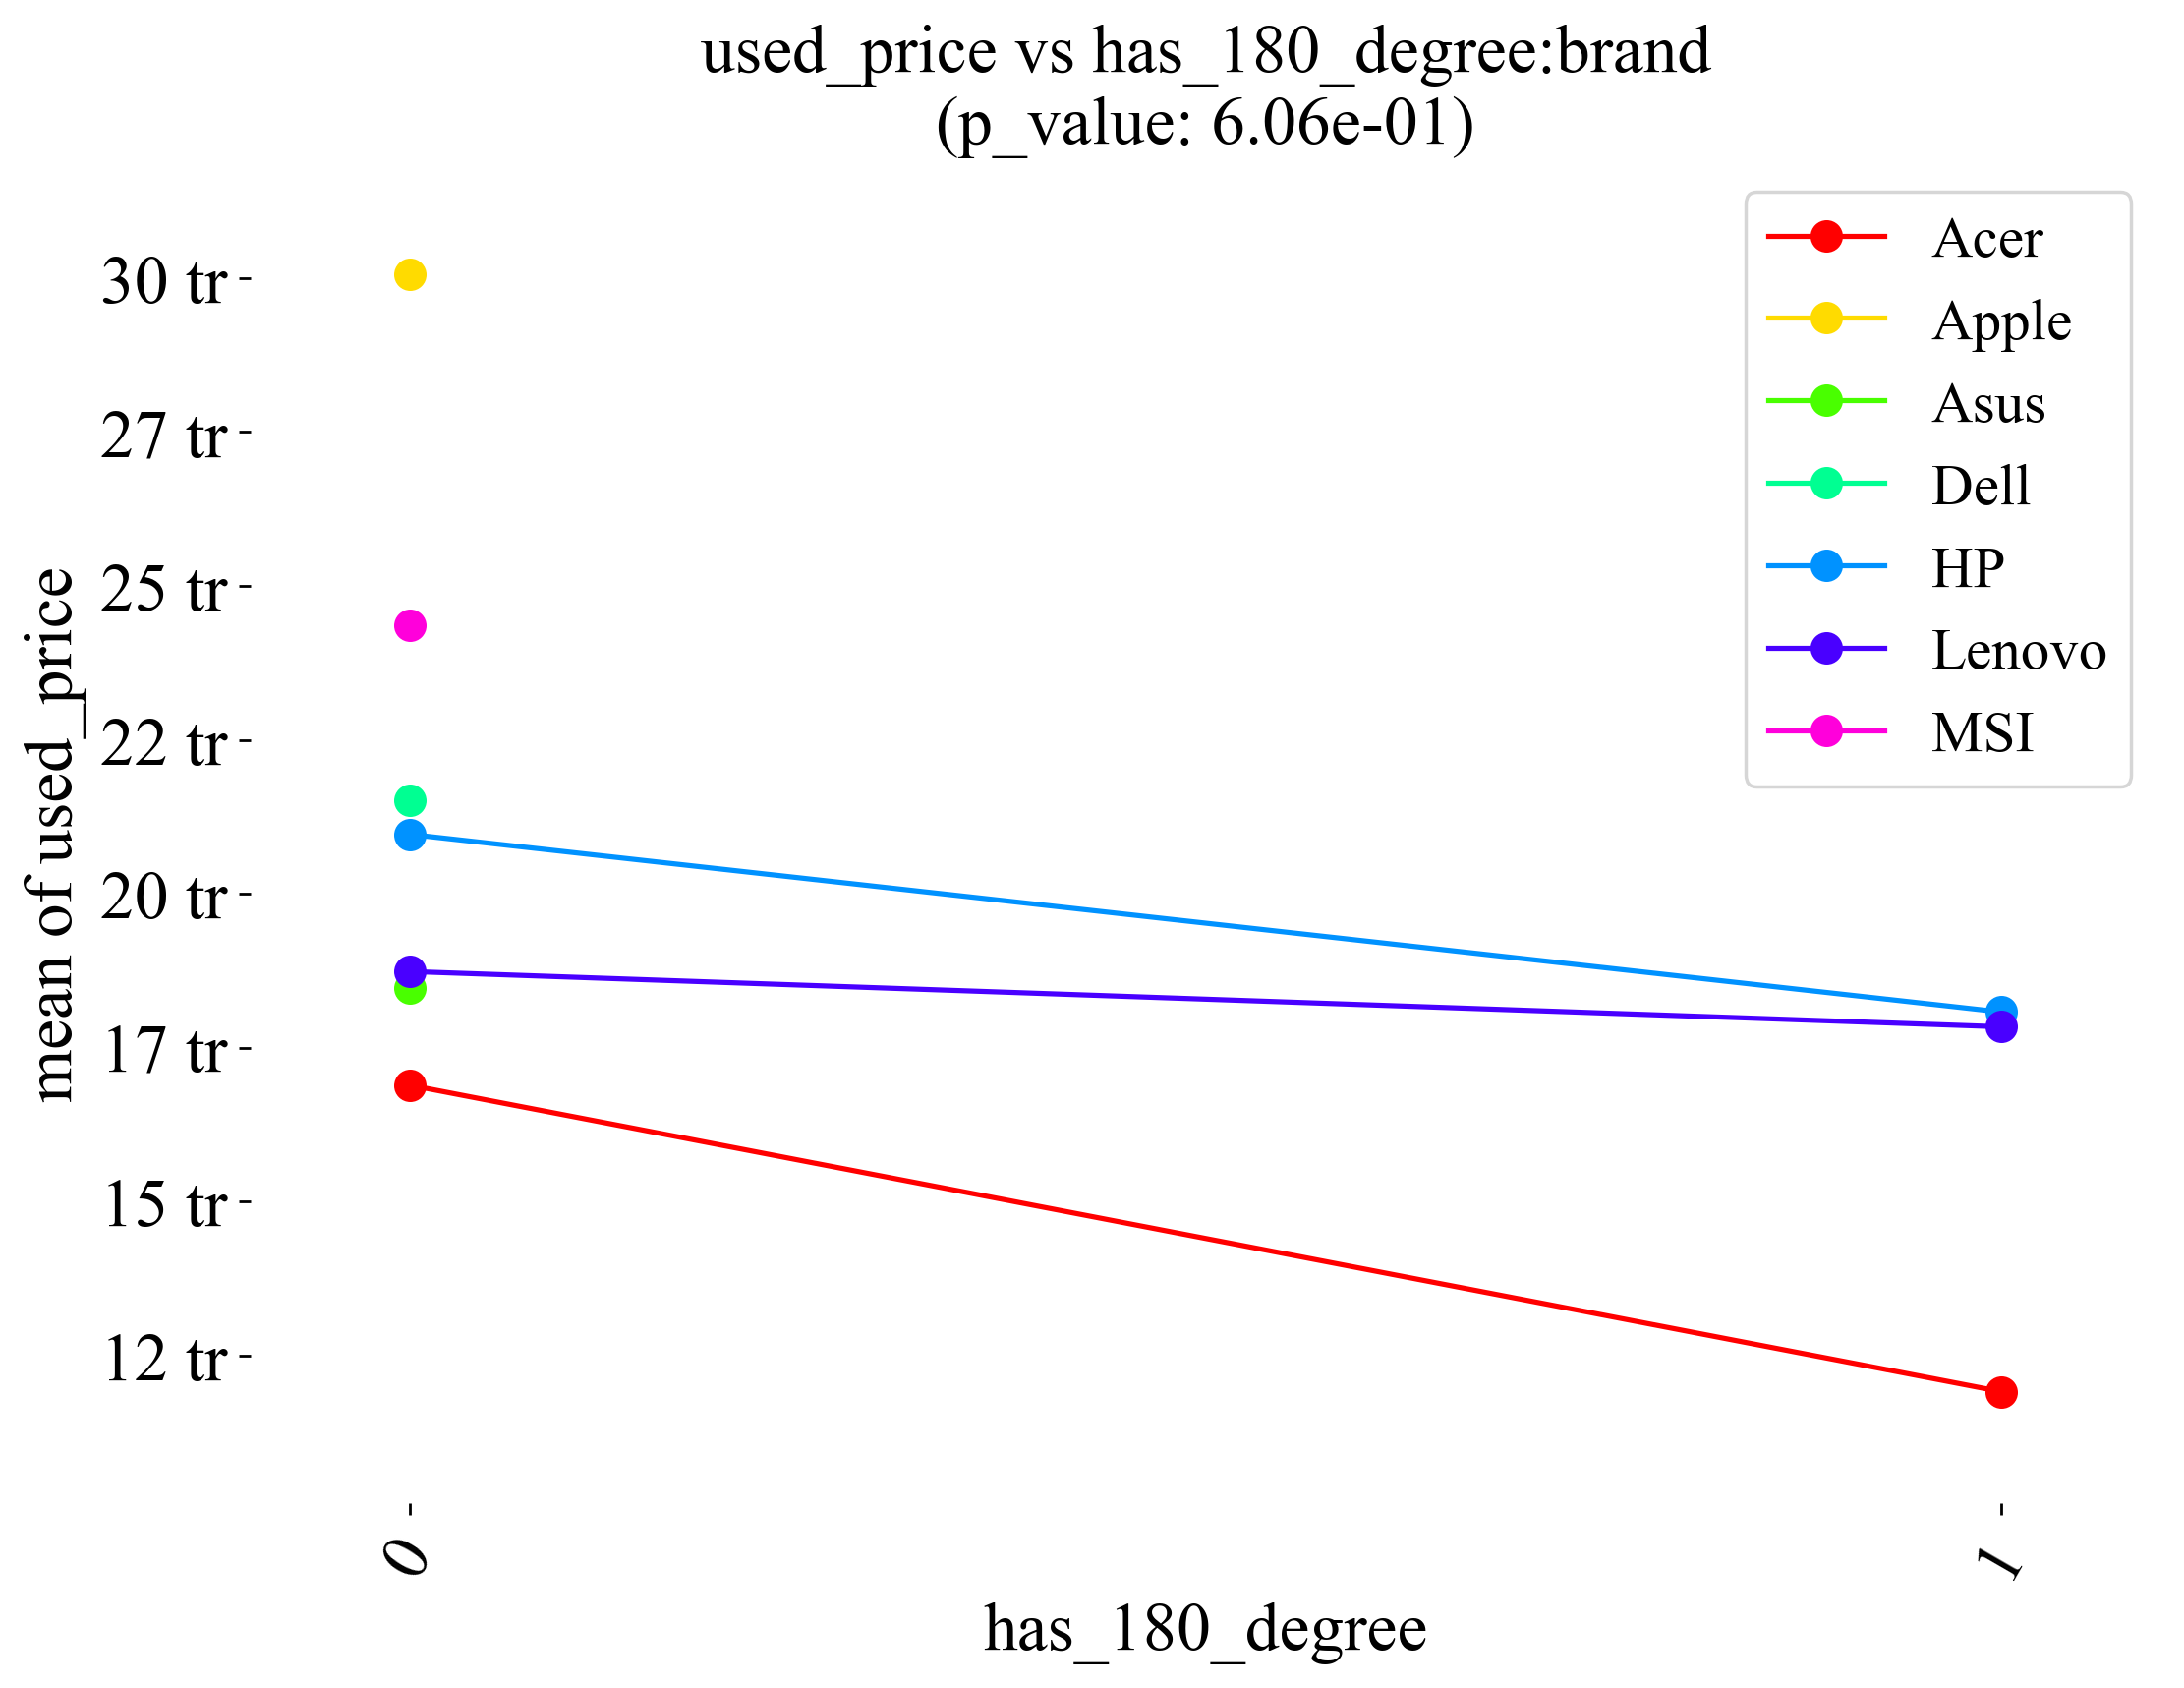 used_price vs has_180_degree:brand
(p_value: 6.06e-01)
Acer
Apple
Asus
Dell
HP
Lenovo
MSI
mean of used_price
30 tr
27 tr
25 tr
22 tr
20 tr
17 tr
15 tr
12 tr
0
1
has_180_degree